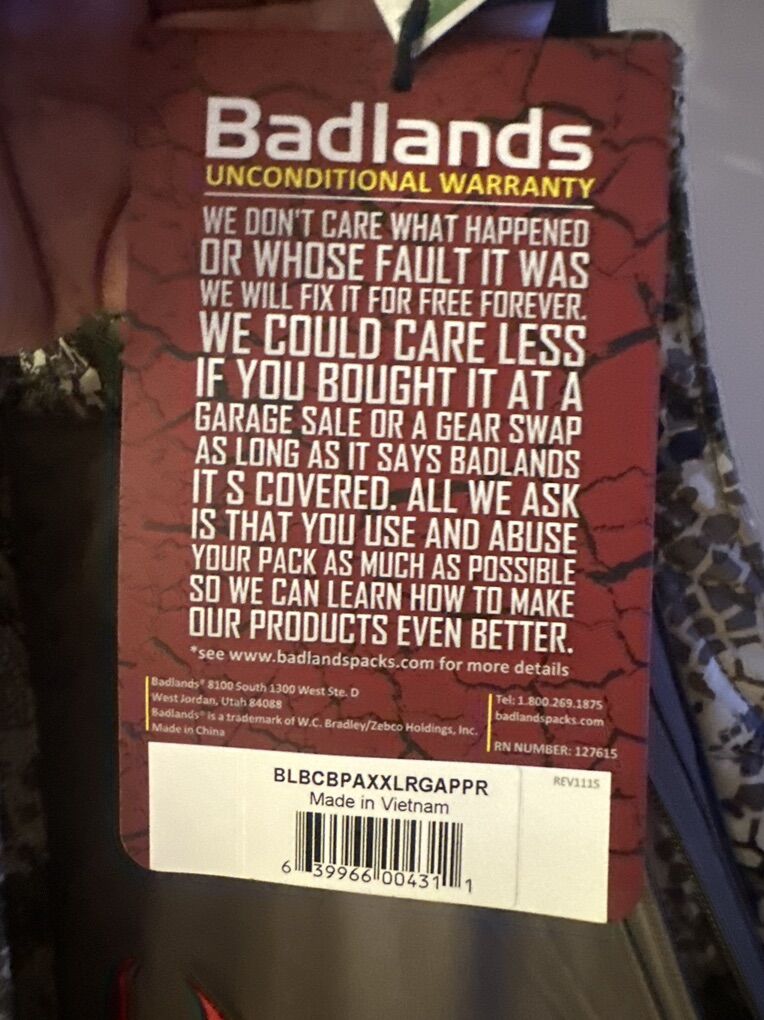 Badlands
UNCONDITIONAL WARRANTY
WE DON'T CARE WHAT HAPPENED
OR WHOSE FAULT IT WAS
WE WILL FIX IT FOR FREE FOREVER.
WE COULD CARE LESS
IF YOU BOUGHT IT AT A
GARAGE SALE OR A GEAR SWAP
AS LONG AS IT SAYS BADLANDS
IT S COVERED. ALL WE ASK
IS THAT YOU USE AND ABUSE
YOUR PACK AS MUCH AS POSSIBLE
SO WE CAN LEARN HOW TO MAKE
OUR PRODUCTS EVEN BETTER.
*see www.badlandspacks.com for more details
Badlands® 8100 South 1300 West Ste. D
West Jordan, Utah 84088
Badlands® is a trademark of W.C. Bradley/Zebco Holdings, Inc.
Made in China
Tel: 1.800.269.1875
badlandspacks.com
RN NUMBER: 127615
REV1115
BLBCBPAXXLRGAPPR
Made in Vietnam
6 39966 00431 1